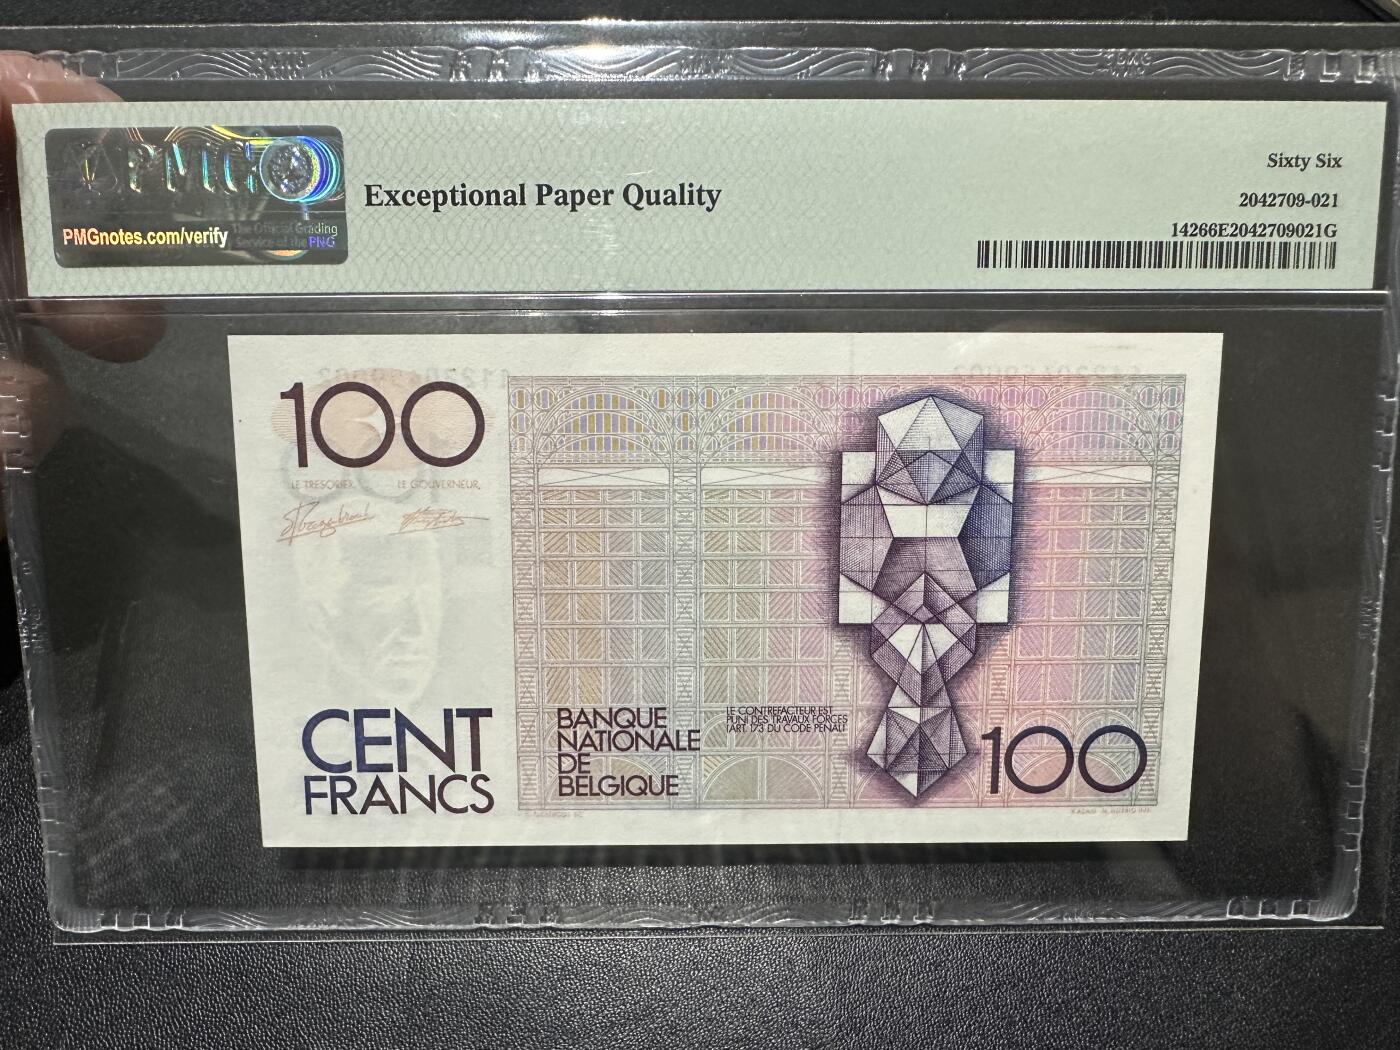 PMG
PMGnotes.com/verify
The Official Grading
Service of the PNG
Exceptional Paper Quality
Sixty Six
2042709-021
14266E2042709021G
100
LE TRESORIER,
LE GOUVERNEUR,
CENT
FRANCS
BANQUE
NATIONALE
DE
BELGIQUE
LE CONTREFACTEUR EST
PUNI DES TRAVAUX FORCES
(ART. 173 DU CODE PENAL)
100